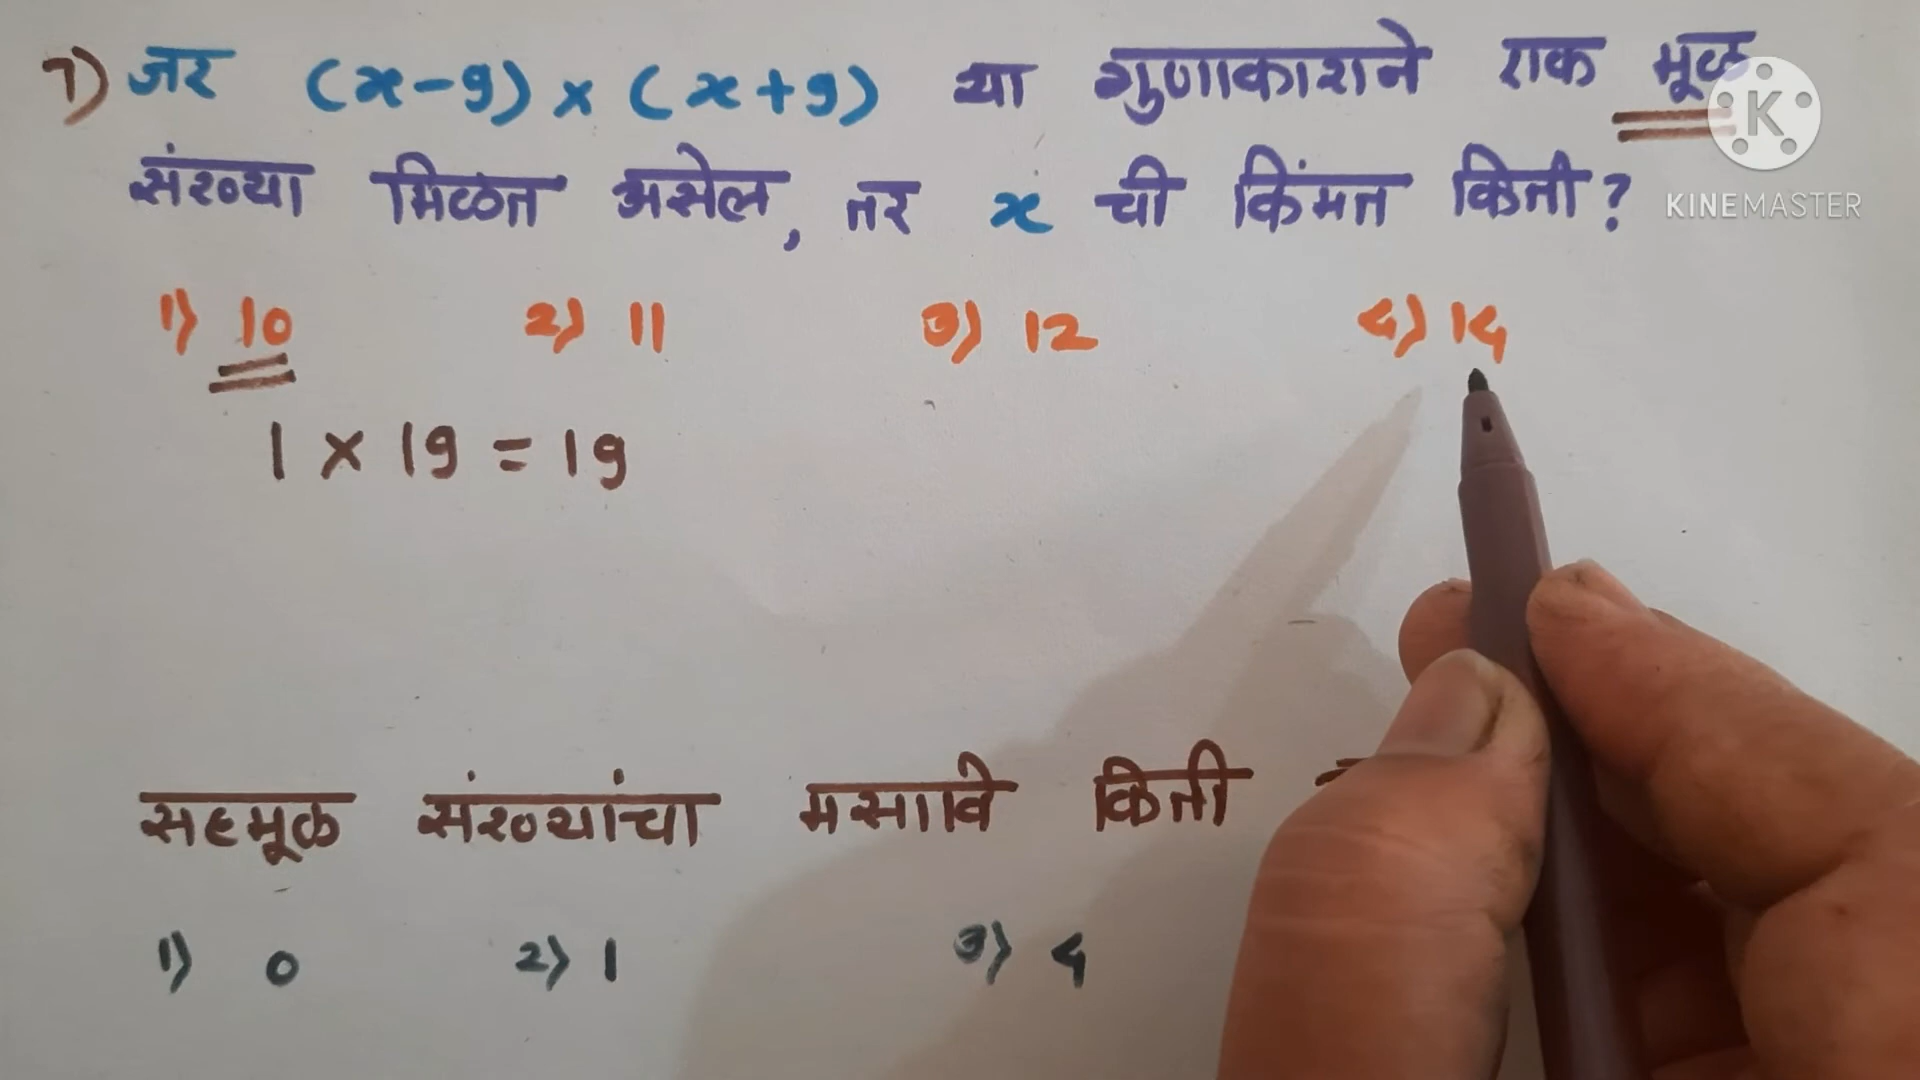 7) जर (x-9) x (x+9) या गुणाकाराने एक मूळ
संख्या मिळत असेल, तर x ची किंमत किती?
1) 10 2) 11 3) 12 4) 14
1 x 19 = 19
सहमूळ संख्यांचा मसावि किती
1) 0 2) 1 3) 4
K
KINEMASTER